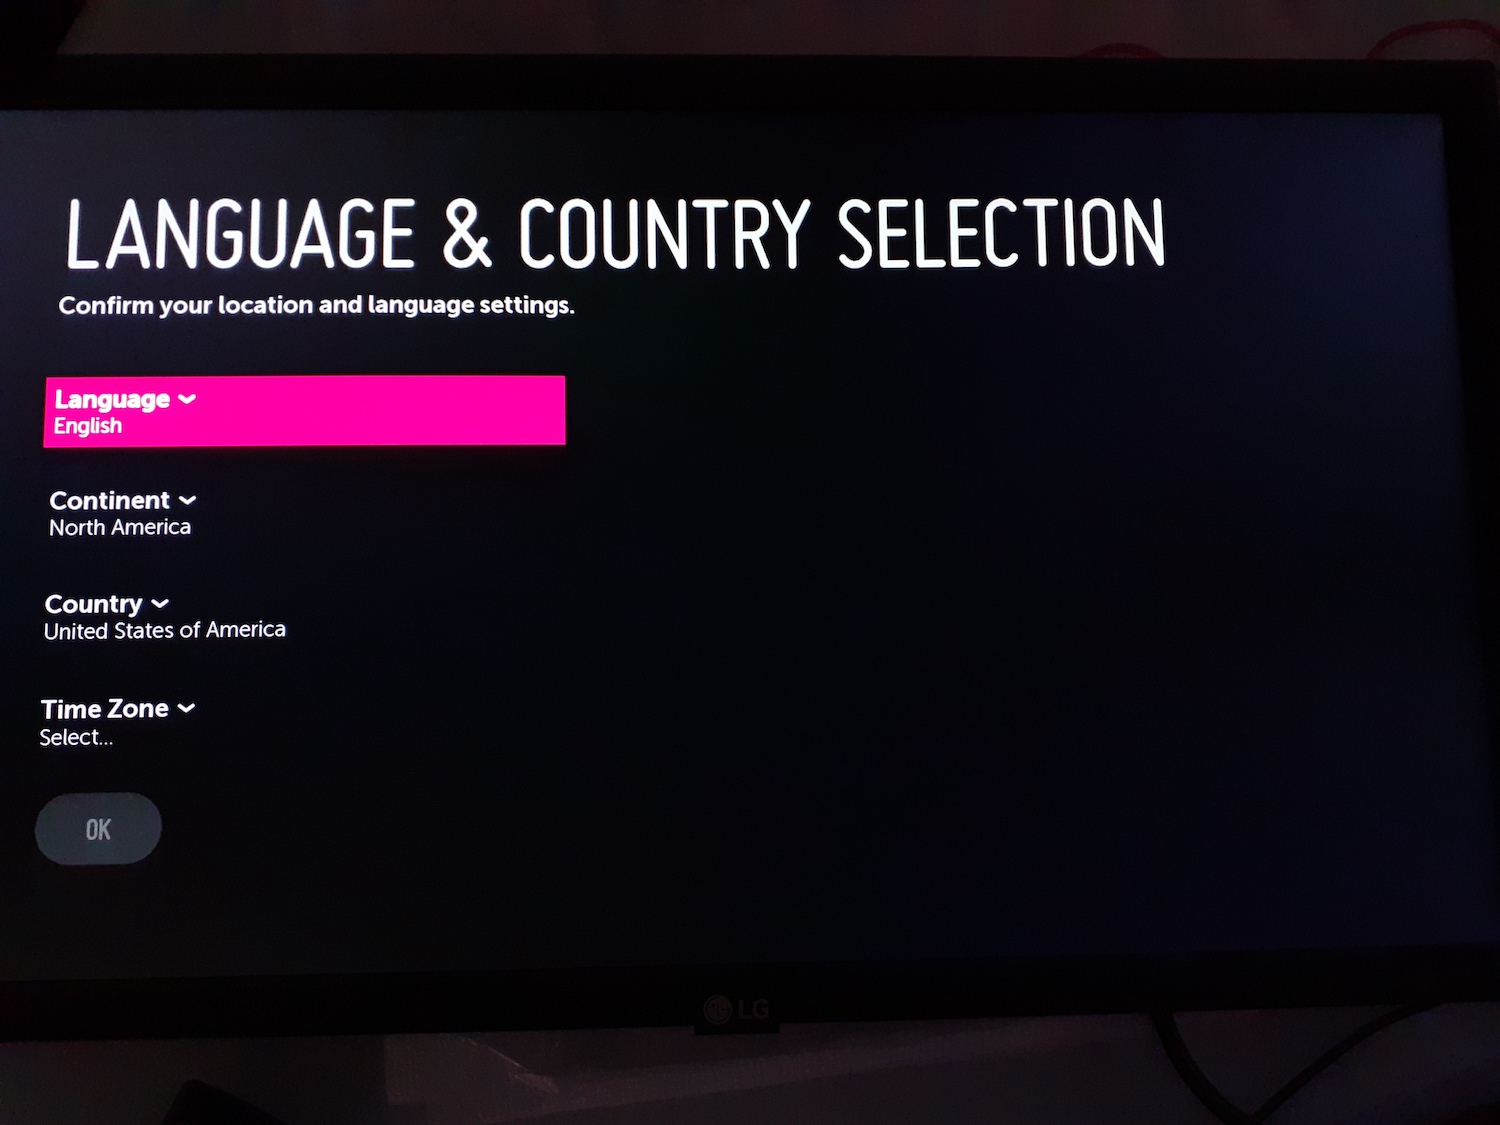 LANGUAGE & COUNTRY SELECTION
Confirm your location and language settings.
Language
English
Continent
North America
Country
United States of America
Time Zone
Select...
OK
LG